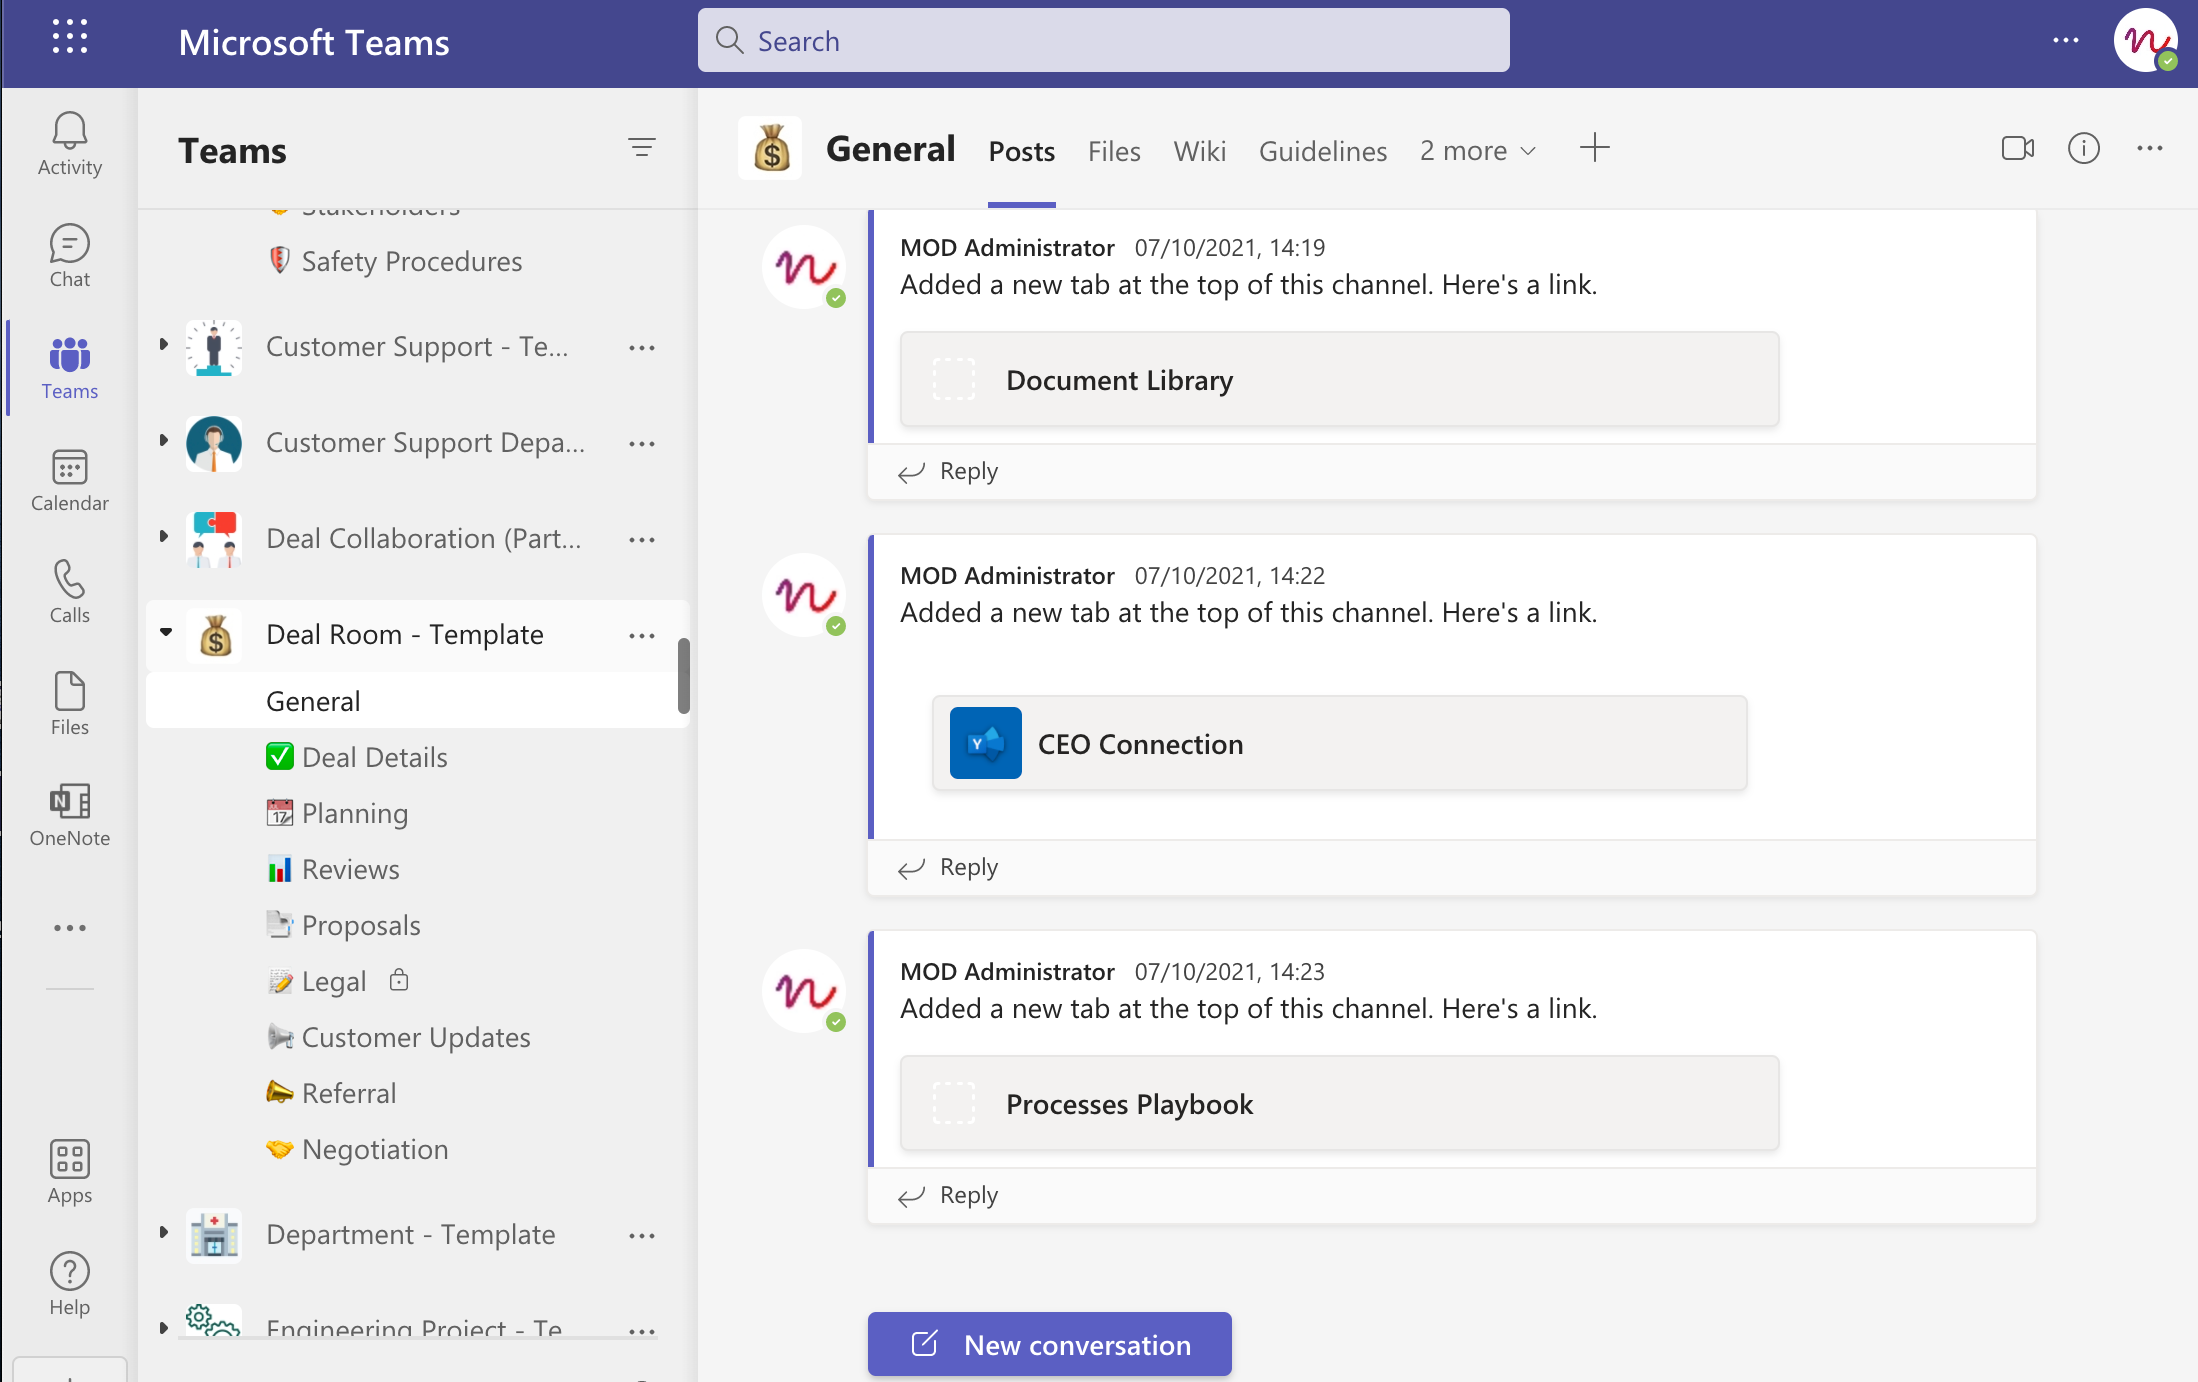 Microsoft Teams
Search
Activity
Chat
Teams
Calendar
Calls
Files
OneNote
Apps
Help
Teams
Stakeholders
Safety Procedures
Customer Support - Te...
Customer Support Depa...
Deal Collaboration (Part...
Deal Room - Template
General
Deal Details
17 Planning
Reviews
Proposals
Legal
Customer Updates
Referral
Negotiation
Department - Template
Engineering Project - Te
General Posts Files Wiki Guidelines 2 more
MOD Administrator 07/10/2021, 14:19
Added a new tab at the top of this channel. Here's a link.
Document Library
Reply
MOD Administrator 07/10/2021, 14:22
Added a new tab at the top of this channel. Here's a link.
Y CEO Connection
Reply
MOD Administrator 07/10/2021, 14:23
Added a new tab at the top of this channel. Here's a link.
Processes Playbook
Reply
New conversation